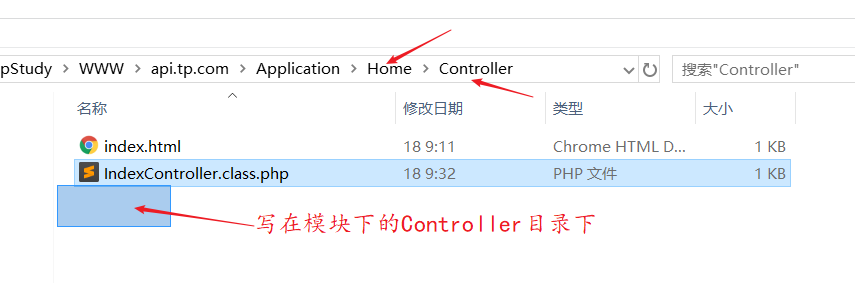 pStudy > WWW > api.tp.com > Application > Home > Controller
搜索"Controller"
名称 修改日期 类型 大小
index.html 18 9:11 Chrome HTML D... 1 KB
IndexController.class.php 18 9:32 PHP 文件 1 KB
写在模块下的Controller目录下